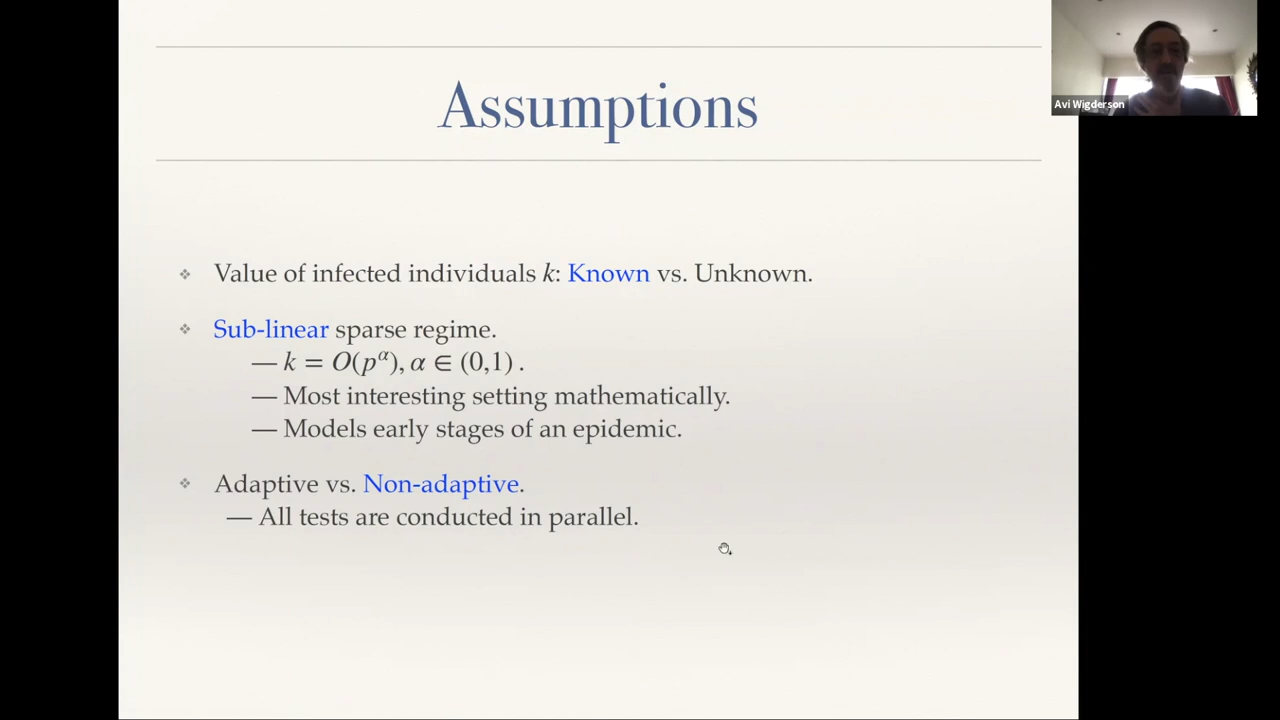 Assumptions
Avi Wigderson
❖ Value of infected individuals k: Known vs. Unknown.
❖ Sub-linear sparse regime.
— k = O(p^α), α ∈ (0,1) .
— Most interesting setting mathematically.
— Models early stages of an epidemic.
❖ Adaptive vs. Non-adaptive.
— All tests are conducted in parallel.